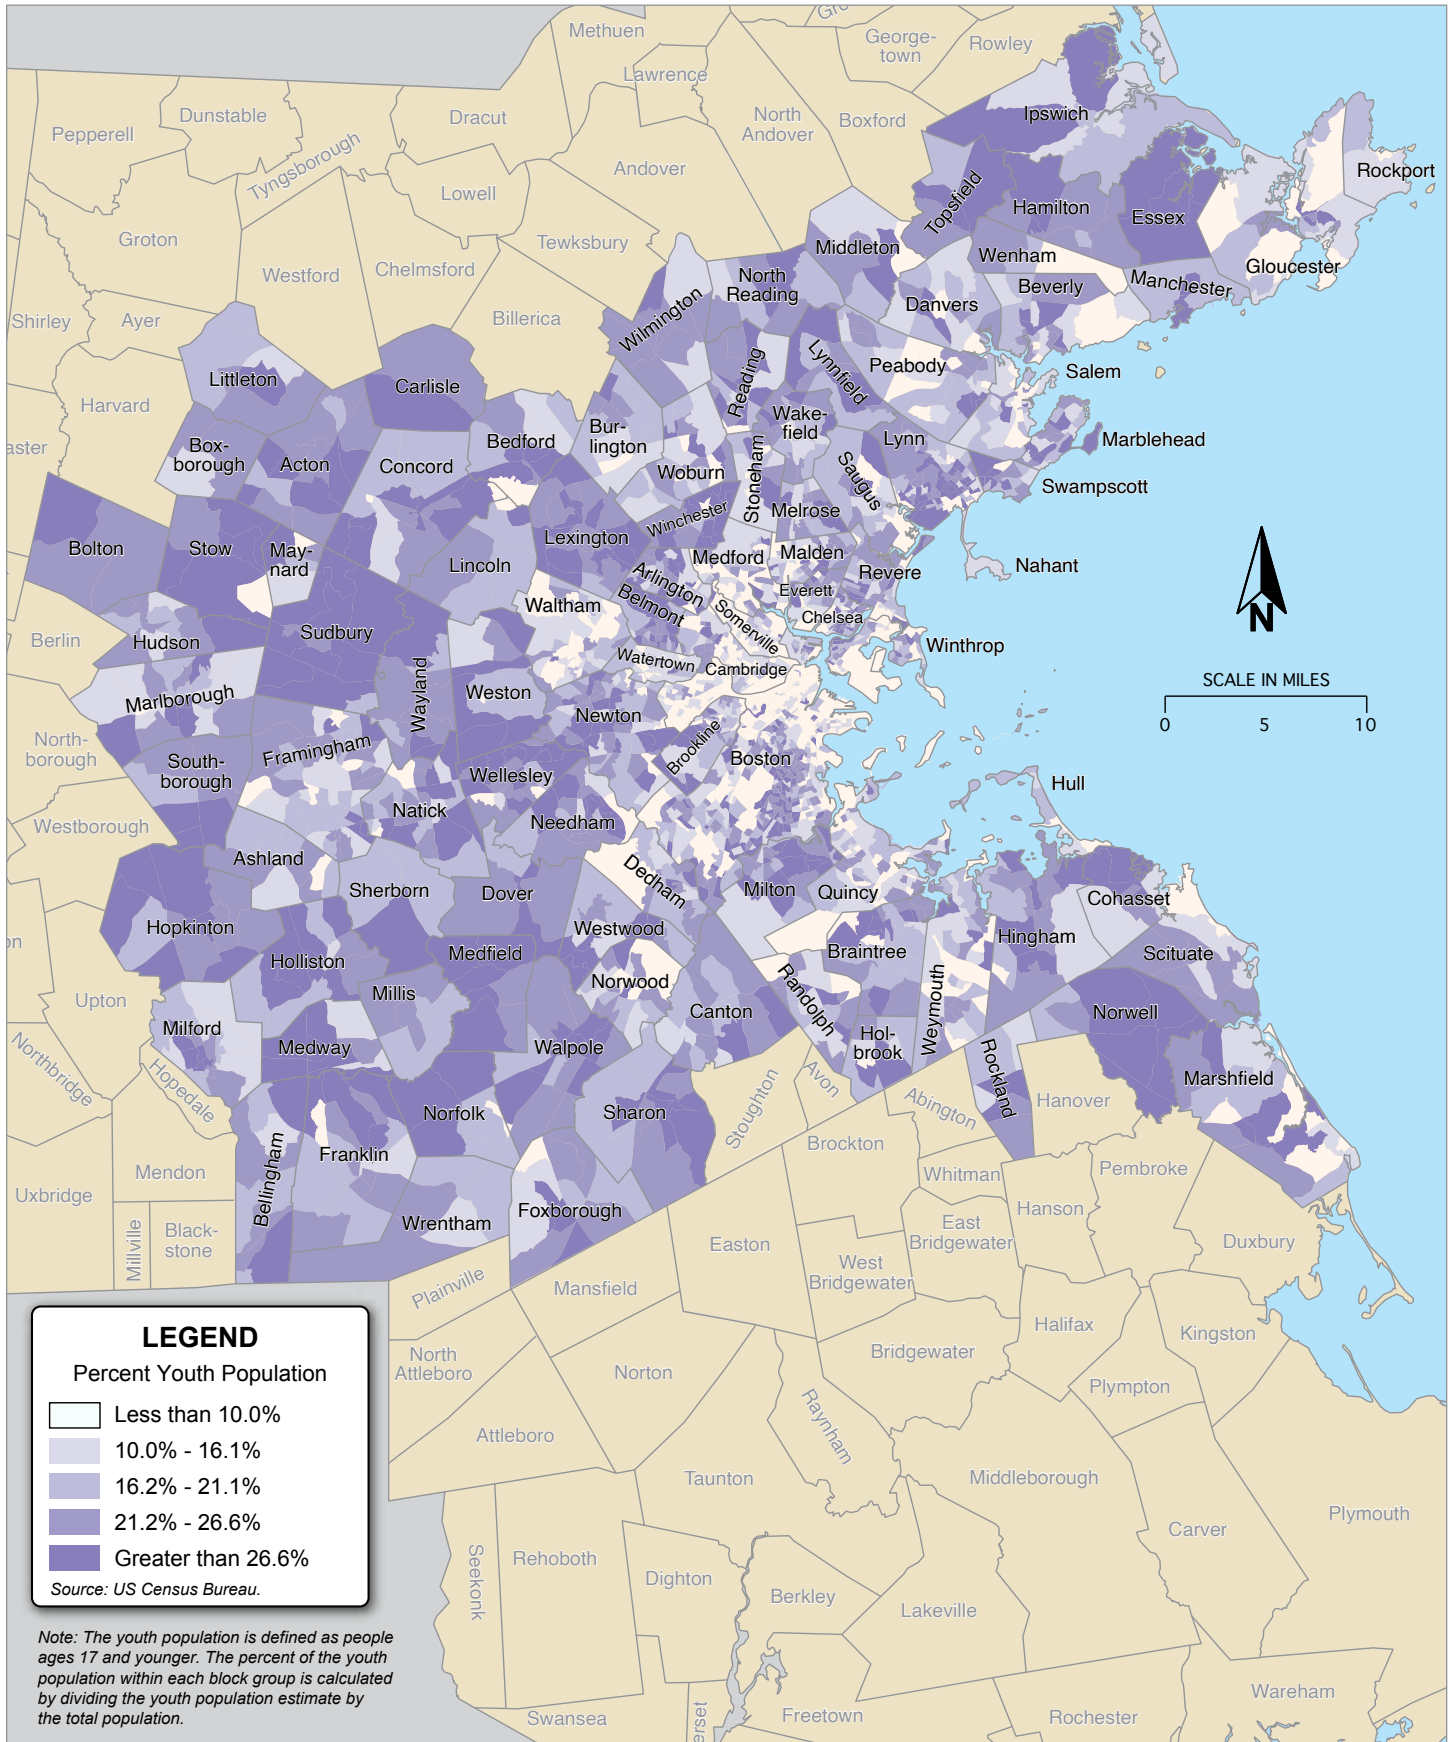 Methuen
Lawrence
George-
town
Rowley
Pepperell
Dunstable
Tyngsborough
Dracut
Lowell
Andover
North
Andover
Boxford
Ipswich
Rockport
Groton
Westford
Chelmsford
Tewksbury
Topsfield
Hamilton
Essex
Middleton
Wenham
Gloucester
Shirley
Ayer
Billerica
Wilmington
North
Reading
Danvers
Beverly
Manchester
Harvard
Littleton
Carlisle
Reading
Lynnfield
Peabody
Salem
aster
Box-
borough
Acton
Concord
Bedford
Bur-
lington
Woburn
Stoneham
Wake-
field
Saugus
Lynn
Marblehead
Swampscott
Bolton
Stow
May-
nard
Lincoln
Lexington
Winchester
Melrose
Medford
Malden
Revere
Nahant
Arlington
Belmont
Everett
Chelsea
Waltham
Somerville
Berlin
Hudson
Sudbury
Watertown
Cambridge
Winthrop
N
Marlborough
Wayland
Weston
Newton
SCALE IN MILES
0
5
10
North-
borough
South-
borough
Framingham
Wellesley
Brookline
Boston
Hull
Westborough
Natick
Needham
Ashland
Sherborn
Dover
Dedham
Milton
Quincy
Cohasset
Hopkinton
Holliston
Medfield
Westwood
Norwood
Braintree
Hingham
Scituate
on
Upton
Milford
Millis
Canton
Randolph
Weymouth
Norwell
Medway
Walpole
Hol-
brook
Rockland
Marshfield
Northbridge
Hopedale
Norfolk
Sharon
Stoughton
Avon
Abington
Hanover
Uxbridge
Mendon
Bellingham
Franklin
Brockton
Whitman
Pembroke
Millville
Black-
stone
Wrentham
Foxborough
Easton
West
Bridgewater
East
Bridgewater
Hanson
Duxbury
Plainville
Mansfield
Halifax
Kingston
North
Attleboro
Norton
Raynham
Bridgewater
Plympton
Attleboro
Taunton
Middleborough
Carver
Plymouth
Seekonk
Rehoboth
Dighton
Berkley
Lakeville
Swansea
erset
Freetown
Rochester
Wareham
LEGEND
Percent Youth Population
Less than 10.0%
10.0% - 16.1%
16.2% - 21.1%
21.2% - 26.6%
Greater than 26.6%
Source: US Census Bureau.
Note: The youth population is defined as people
ages 17 and younger. The percent of the youth
population within each block group is calculated
by dividing the youth population estimate by
the total population.